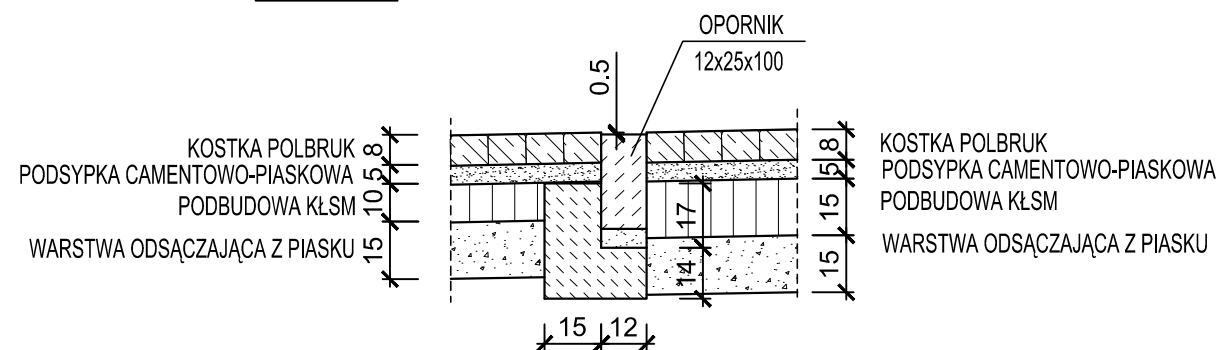 OPORNIK
12x25x100
0.5
KOSTKA POLBRUK 8
PODSYPKA CAMENTOWO-PIASKOWA 5
PODBUDOWA KŁSM 10
WARSTWA ODSĄCZAJĄCA Z PIASKU 15
17
14
15 12
8 KOSTKA POLBRUK
5 PODSYPKA CAMENTOWO-PIASKOWA
15 PODBUDOWA KŁSM
15 WARSTWA ODSĄCZAJĄCA Z PIASKU